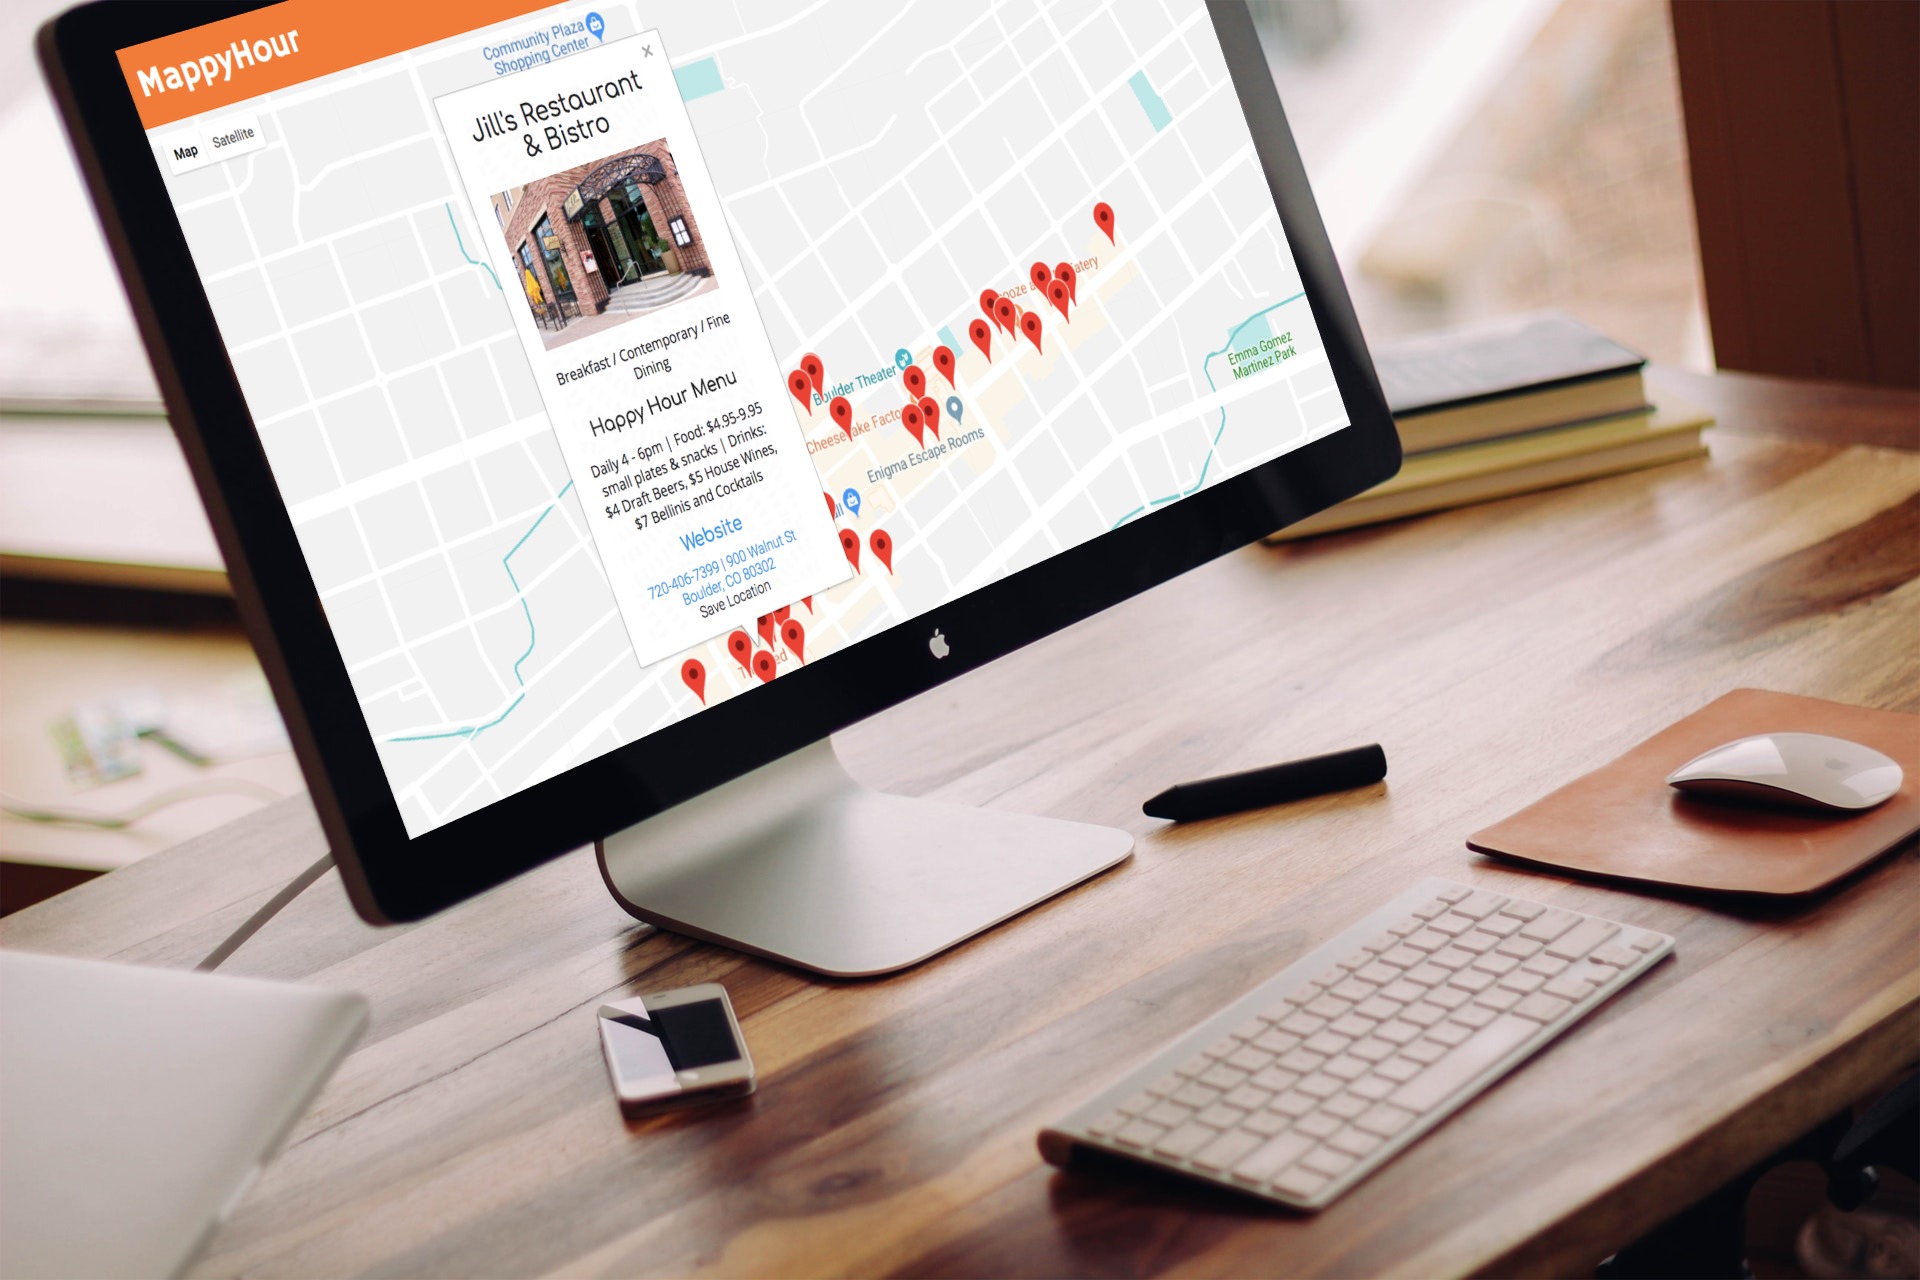 MappyHour
Map
Satellite
Community Plaza
Shopping Center
×
Jill's Restaurant
& Bistro
Breakfast / Contemporary / Fine
Dining
Happy Hour Menu
Daily 4 - 6pm | Food: $4.95-9.95
small plates & snacks | Drinks:
$4 Draft Beers, $5 House Wines,
$7 Bellinis and Cocktails
Website
720-406-7399 | 900 Walnut St
Boulder, CO 80302
Save Location
Eatery
Boulder Theater
Enigma Escape Rooms
Emma Gomez
Martinez Park